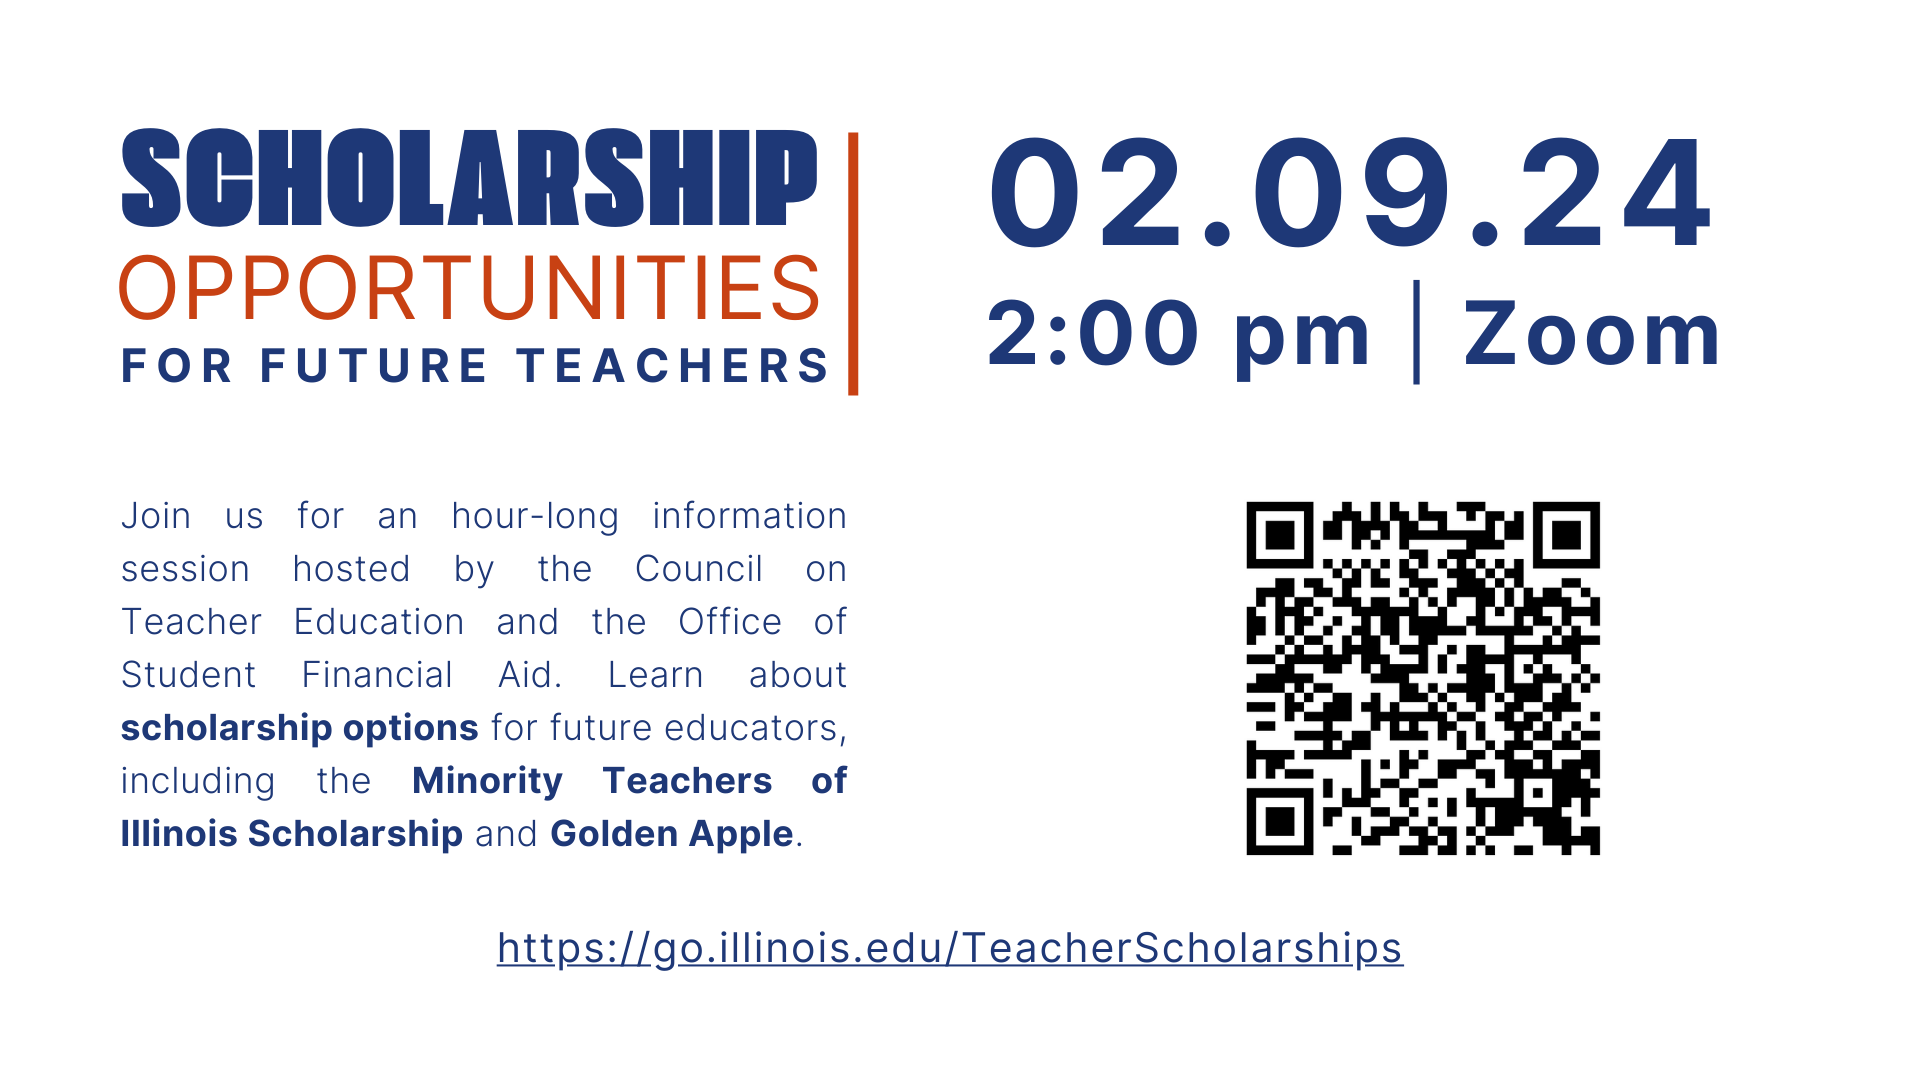 SCHOLARSHIP
OPPORTUNITIES
FOR FUTURE TEACHERS
02.09.24
2:00 pm | Zoom
Join us for an hour-long information
session hosted by the Council on
Teacher Education and the Office of
Student Financial Aid. Learn about
scholarship options for future educators,
including the Minority Teachers of
Illinois Scholarship and Golden Apple.
https://go.illinois.edu/TeacherScholarships